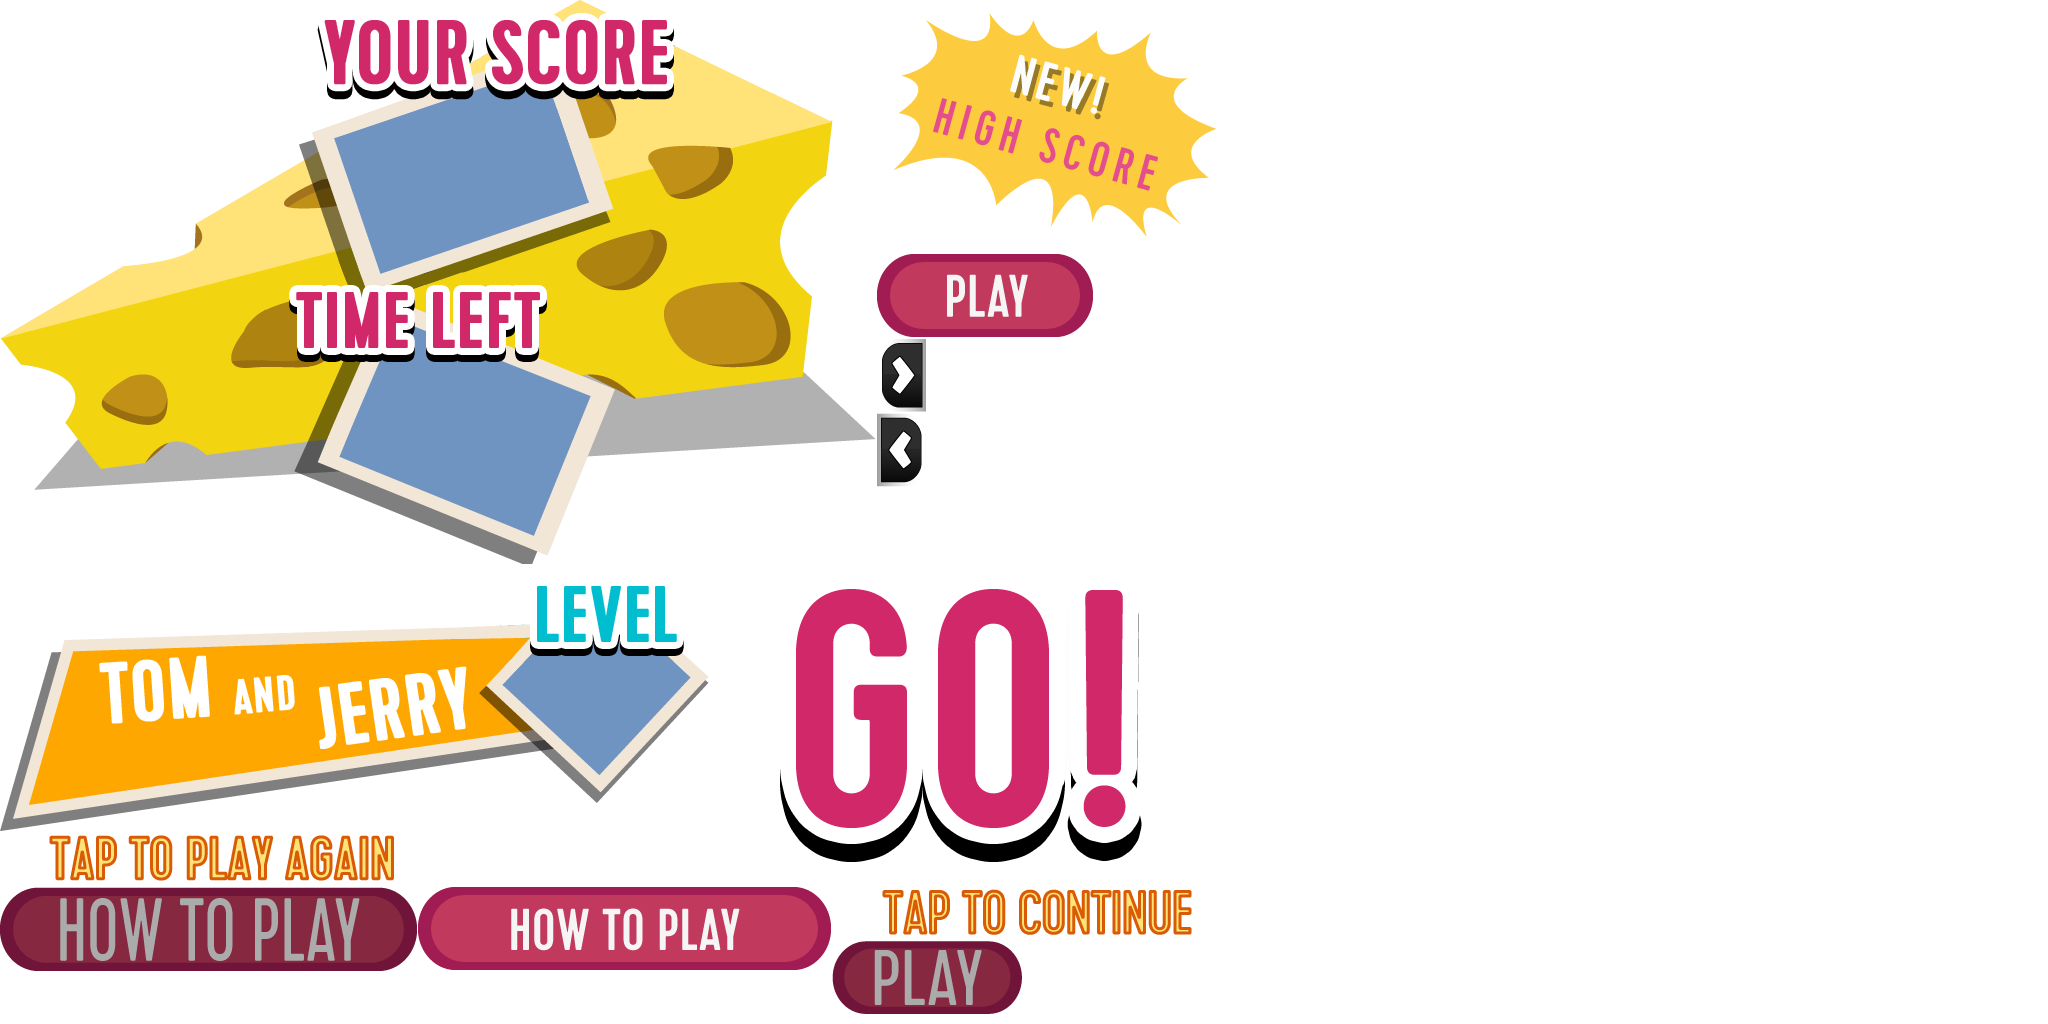 YOUR SCORE
NEW!
HIGH SCORE
PLAY
TIME LEFT
LEVEL
TOM AND JERRY
GO!
TAP TO PLAY AGAIN
HOW TO PLAY
HOW TO PLAY
TAP TO CONTINUE
PLAY